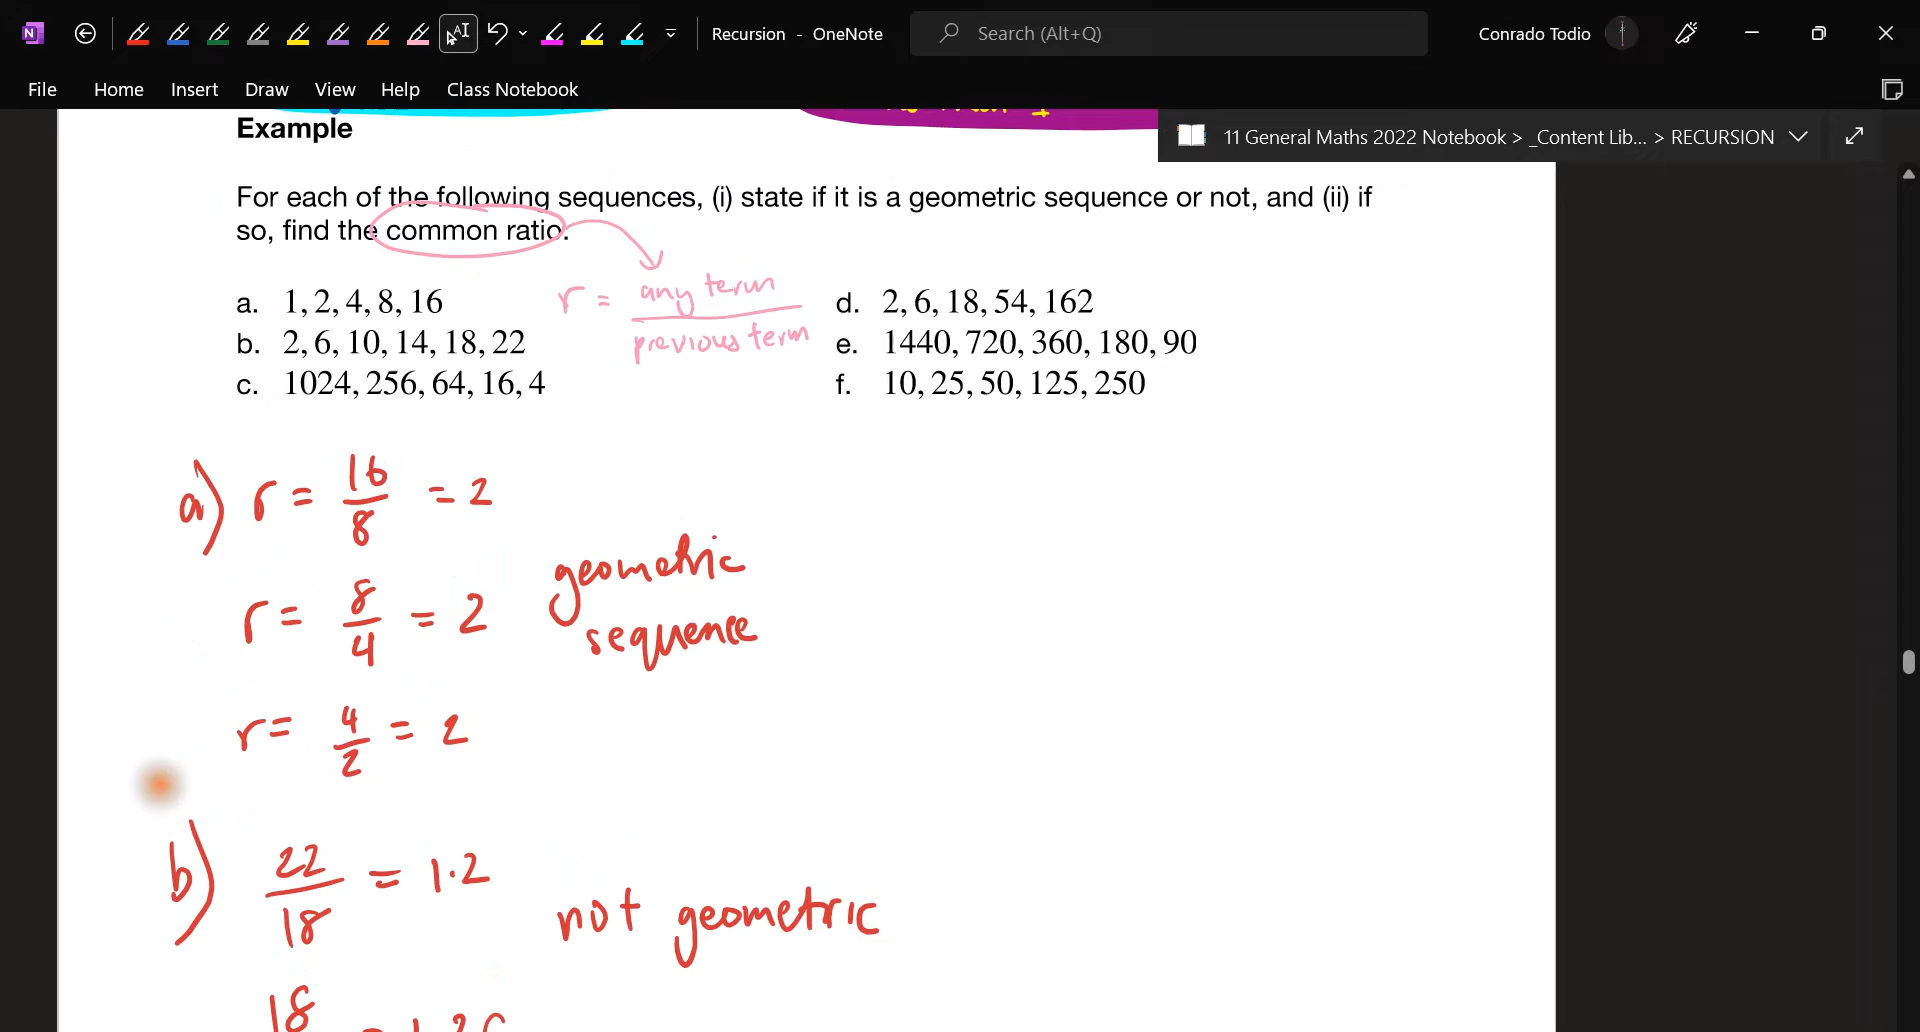 Recursion - OneNote
Search (Alt+Q)
Conrado Todio
File Home Insert Draw View Help Class Notebook
11 General Maths 2022 Notebook > _Content Lib... > RECURSION
Example
For each of the following sequences, (i) state if it is a geometric sequence or not, and (ii) if
so, find the common ratio.
r = any term / previous term
a. 1, 2, 4, 8, 16
b. 2, 6, 10, 14, 18, 22
c. 1024, 256, 64, 16, 4
d. 2, 6, 18, 54, 162
e. 1440, 720, 360, 180, 90
f. 10, 25, 50, 125, 250
a) r = 16/8 = 2
r = 8/4 = 2
r = 4/2 = 2
geometric
sequence
b) 22/18 = 1.2
not geometric
18